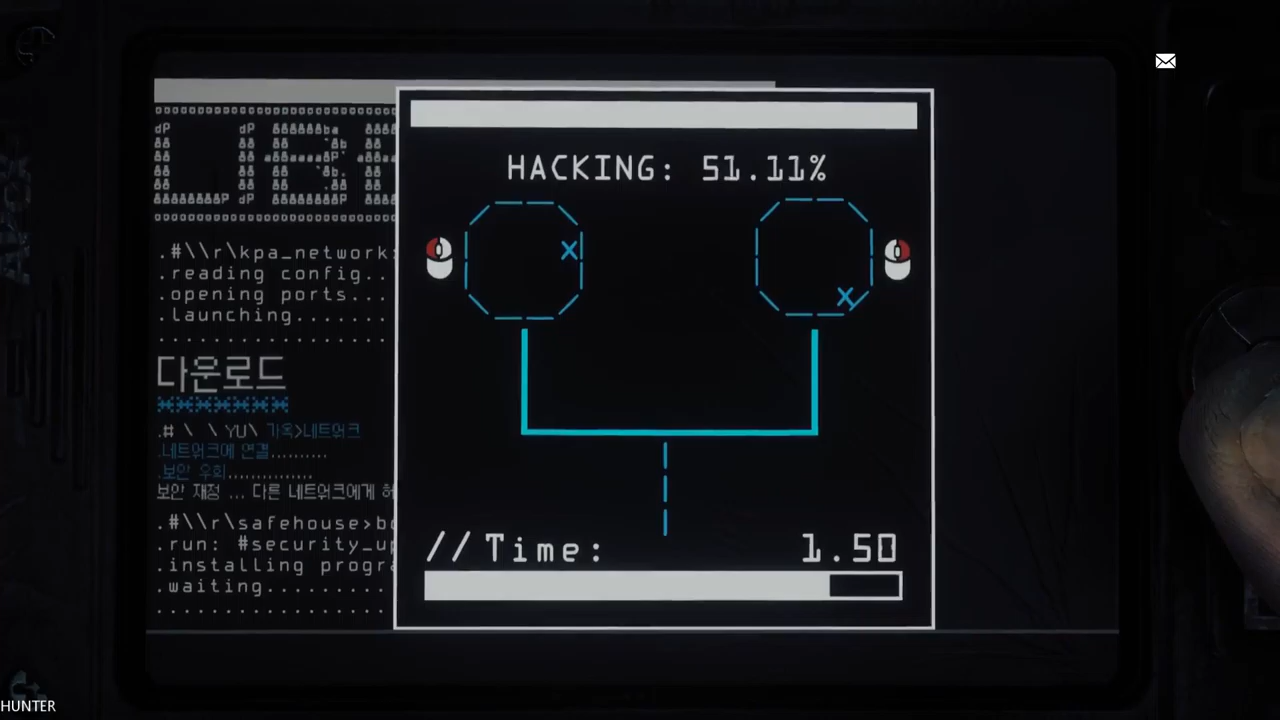 HACKING: 51.11%
.#\\r\kpa_network:
.reading config..
.opening ports...
.launching.......
.................
다운로드
.# \ \ YU\ 가옥>네트워크
.네트워크에 연결..........
.보안 우회...............
보안 재정 ... 다른 네트워크에게 허
.#\\r\safehouse>bo
.run: #security_up
.installing progra
.waiting.........
.................
//Time: 1.50
HUNTER